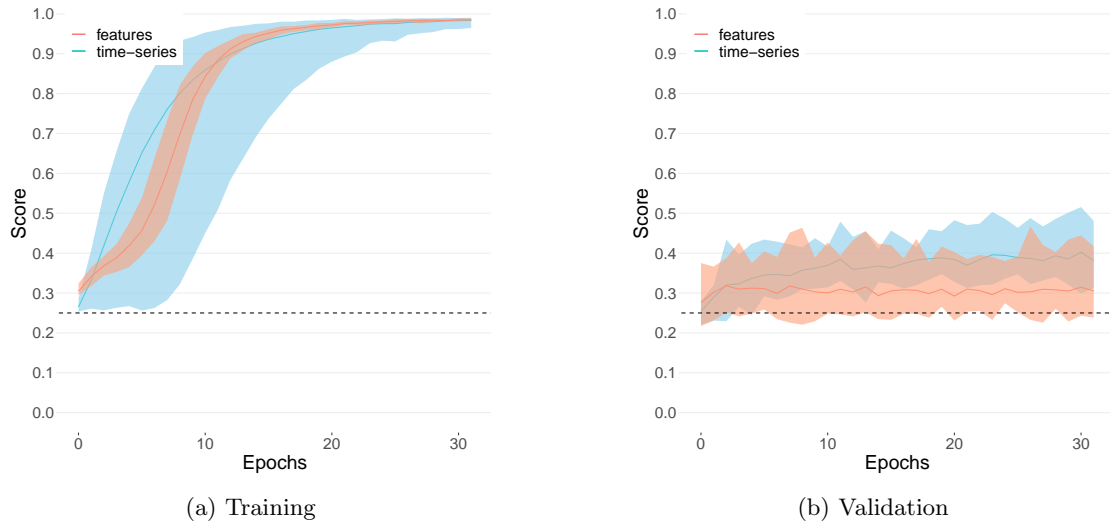 1.0
0.9
0.8
0.7
0.6
0.5
0.4
0.3
0.2
0.1
0.0
Score
features
time−series
0 10 20 30
Epochs
(a) Training
1.0
0.9
0.8
0.7
0.6
0.5
0.4
0.3
0.2
0.1
0.0
Score
features
time−series
0 10 20 30
Epochs
(b) Validation